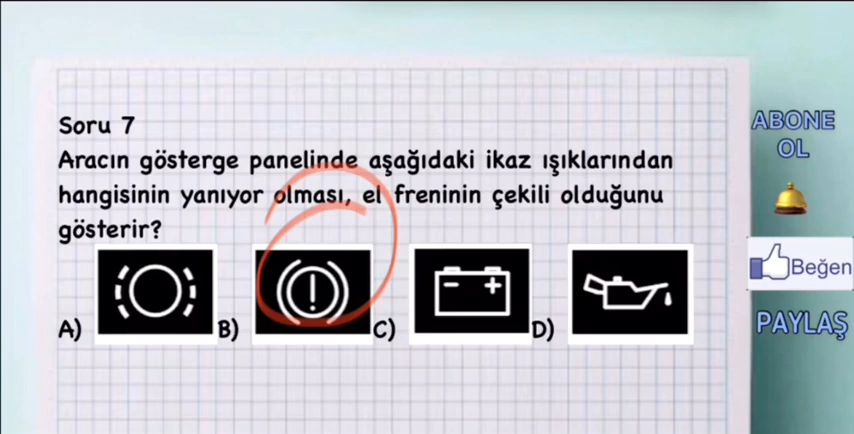 Soru 7
Aracın gösterge panelinde aşağıdaki ikaz ışıklarından
hangisinin yanıyor olması, el freninin çekili olduğunu
gösterir?
A) B) C) D)
ABONE
OL
Beğen
PAYLAŞ